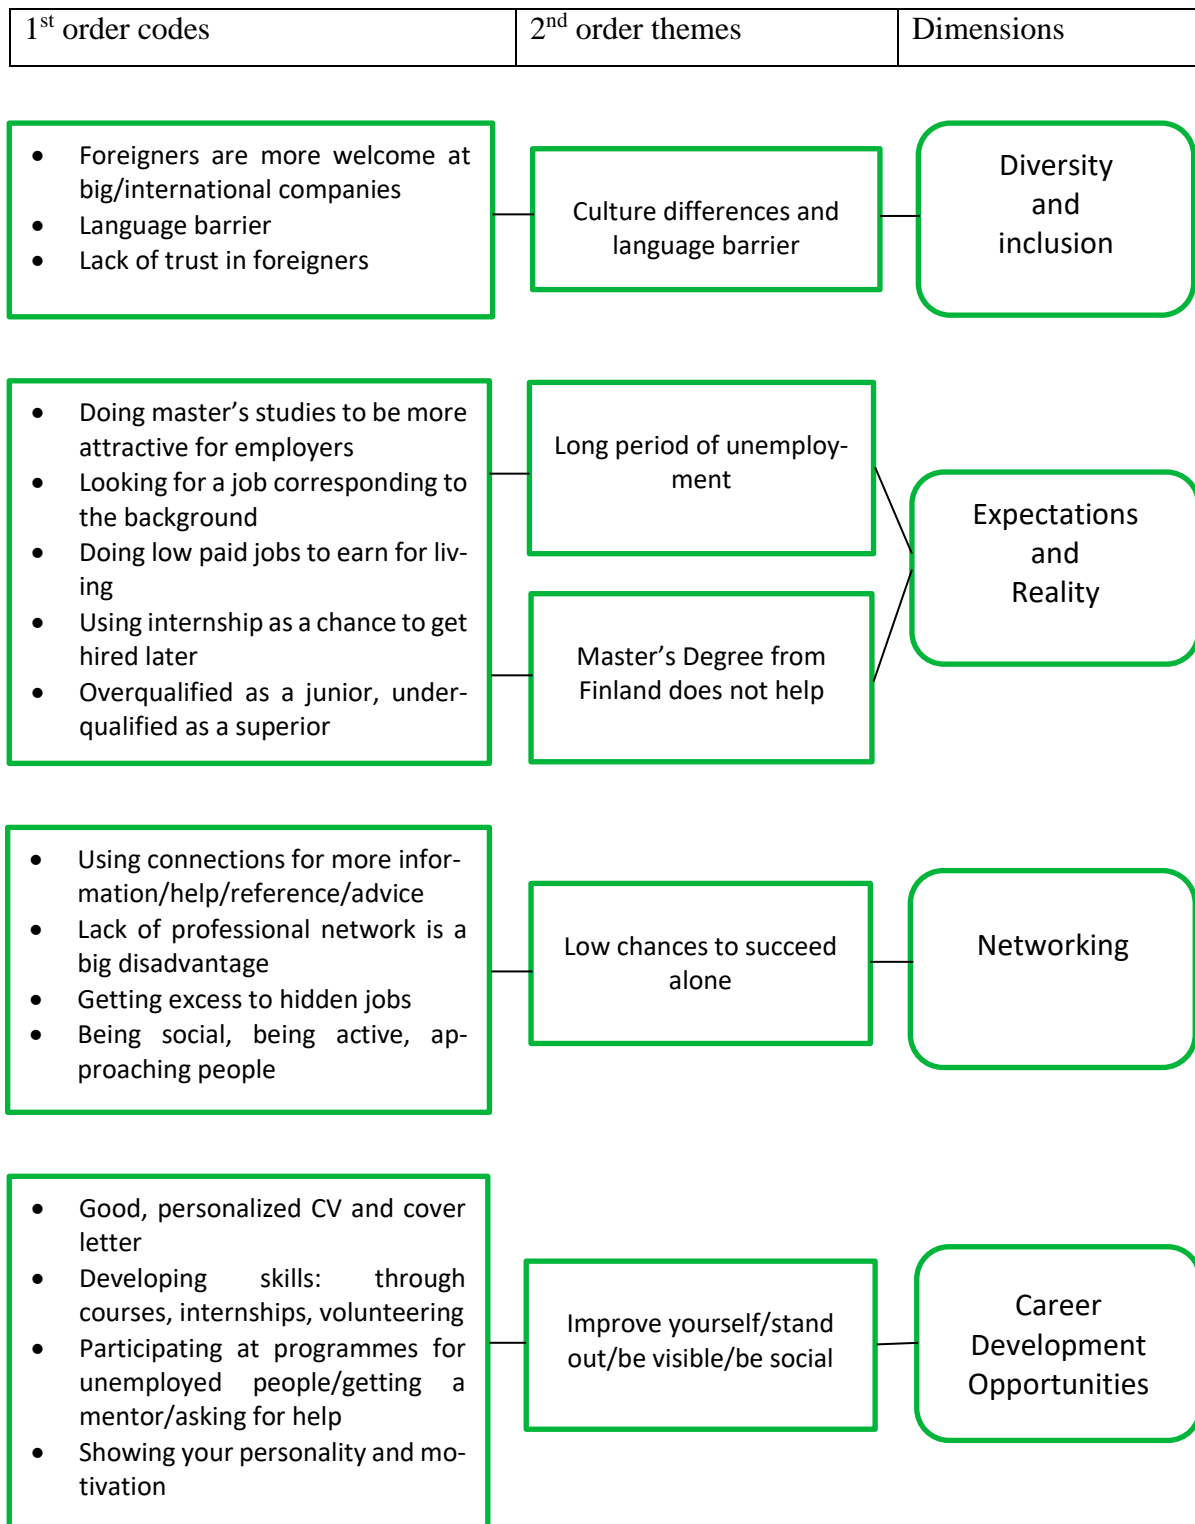 1st order codes
2nd order themes
Dimensions
• Foreigners are more welcome at
big/international companies
• Language barrier
• Lack of trust in foreigners
Culture differences and
language barrier
Diversity
and
inclusion
• Doing master’s studies to be more
attractive for employers
• Looking for a job corresponding to
the background
• Doing low paid jobs to earn for liv-
ing
• Using internship as a chance to get
hired later
• Overqualified as a junior, under-
qualified as a superior
Long period of unemploy-
ment
Master’s Degree from
Finland does not help
Expectations
and
Reality
• Using connections for more infor-
mation/help/reference/advice
• Lack of professional network is a
big disadvantage
• Getting excess to hidden jobs
• Being social, being active, ap-
proaching people
Low chances to succeed
alone
Networking
• Good, personalized CV and cover
letter
• Developing skills: through
courses, internships, volunteering
• Participating at programmes for
unemployed people/getting a
mentor/asking for help
• Showing your personality and mo-
tivation
Improve yourself/stand
out/be visible/be social
Career
Development
Opportunities